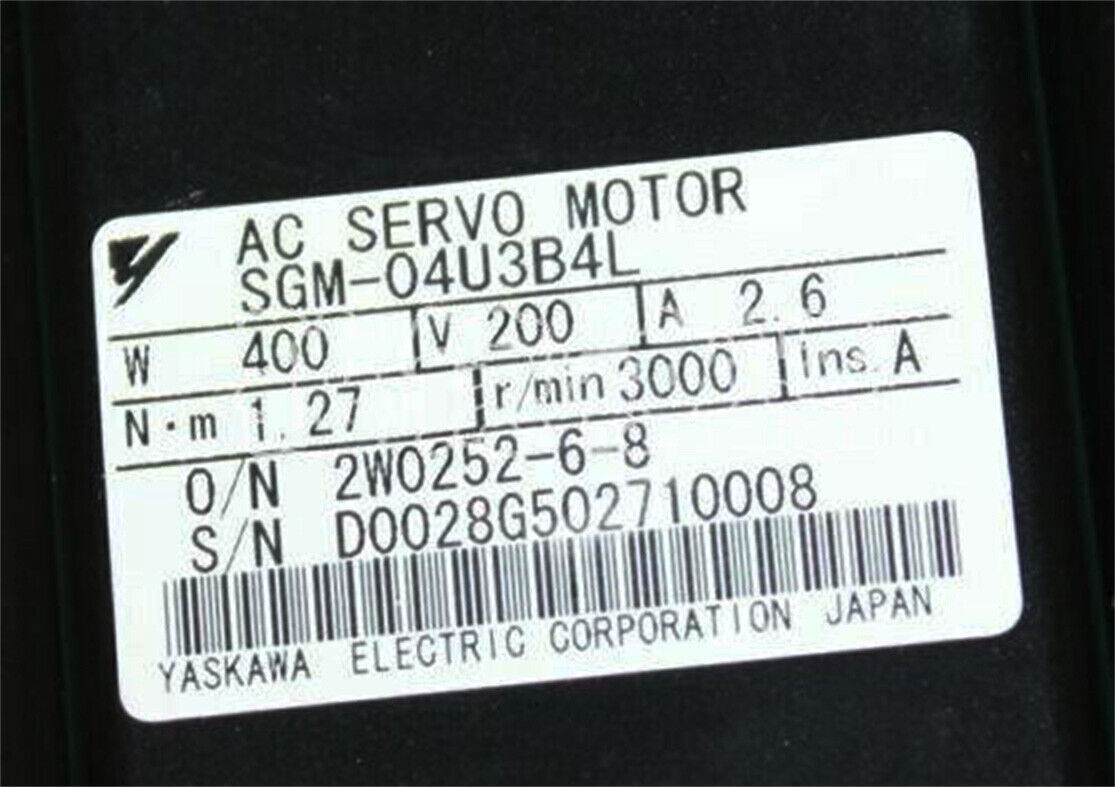 AC SERVO MOTOR
SGM-04U3B4L
W 400 V 200 A 2.6
N·m 1.27 r/min 3000 Ins. A
O/N 2W0252-6-8
S/N D0028G502710008
YASKAWA ELECTRIC CORPORATION JAPAN